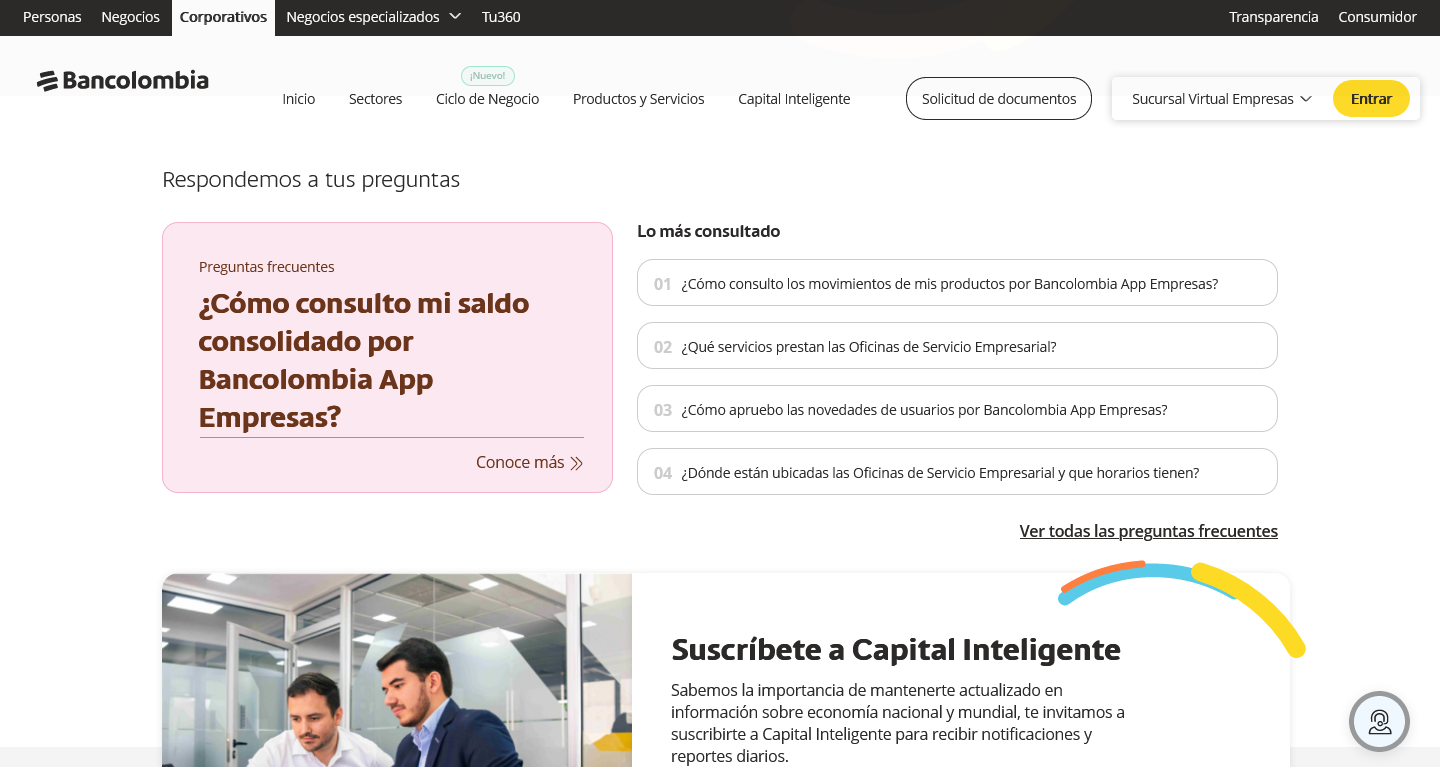 Personas Negocios Corporativos Negocios especializados Tu360 Transparencia Consumidor
Bancolombia
¡Nuevo!
Inicio Sectores Ciclo de Negocio Productos y Servicios Capital Inteligente Solicitud de documentos Sucursal Virtual Empresas Entrar
Respondemos a tus preguntas
Preguntas frecuentes
¿Cómo consulto mi saldo
consolidado por
Bancolombia App
Empresas?
Conoce más
Lo más consultado
01 ¿Cómo consulto los movimientos de mis productos por Bancolombia App Empresas?
02 ¿Qué servicios prestan las Oficinas de Servicio Empresarial?
03 ¿Cómo apruebo las novedades de usuarios por Bancolombia App Empresas?
04 ¿Dónde están ubicadas las Oficinas de Servicio Empresarial y que horarios tienen?
Ver todas las preguntas frecuentes
Suscríbete a Capital Inteligente
Sabemos la importancia de mantenerte actualizado en
información sobre economía nacional y mundial, te invitamos a
suscribirte a Capital Inteligente para recibir notificaciones y
reportes diarios.